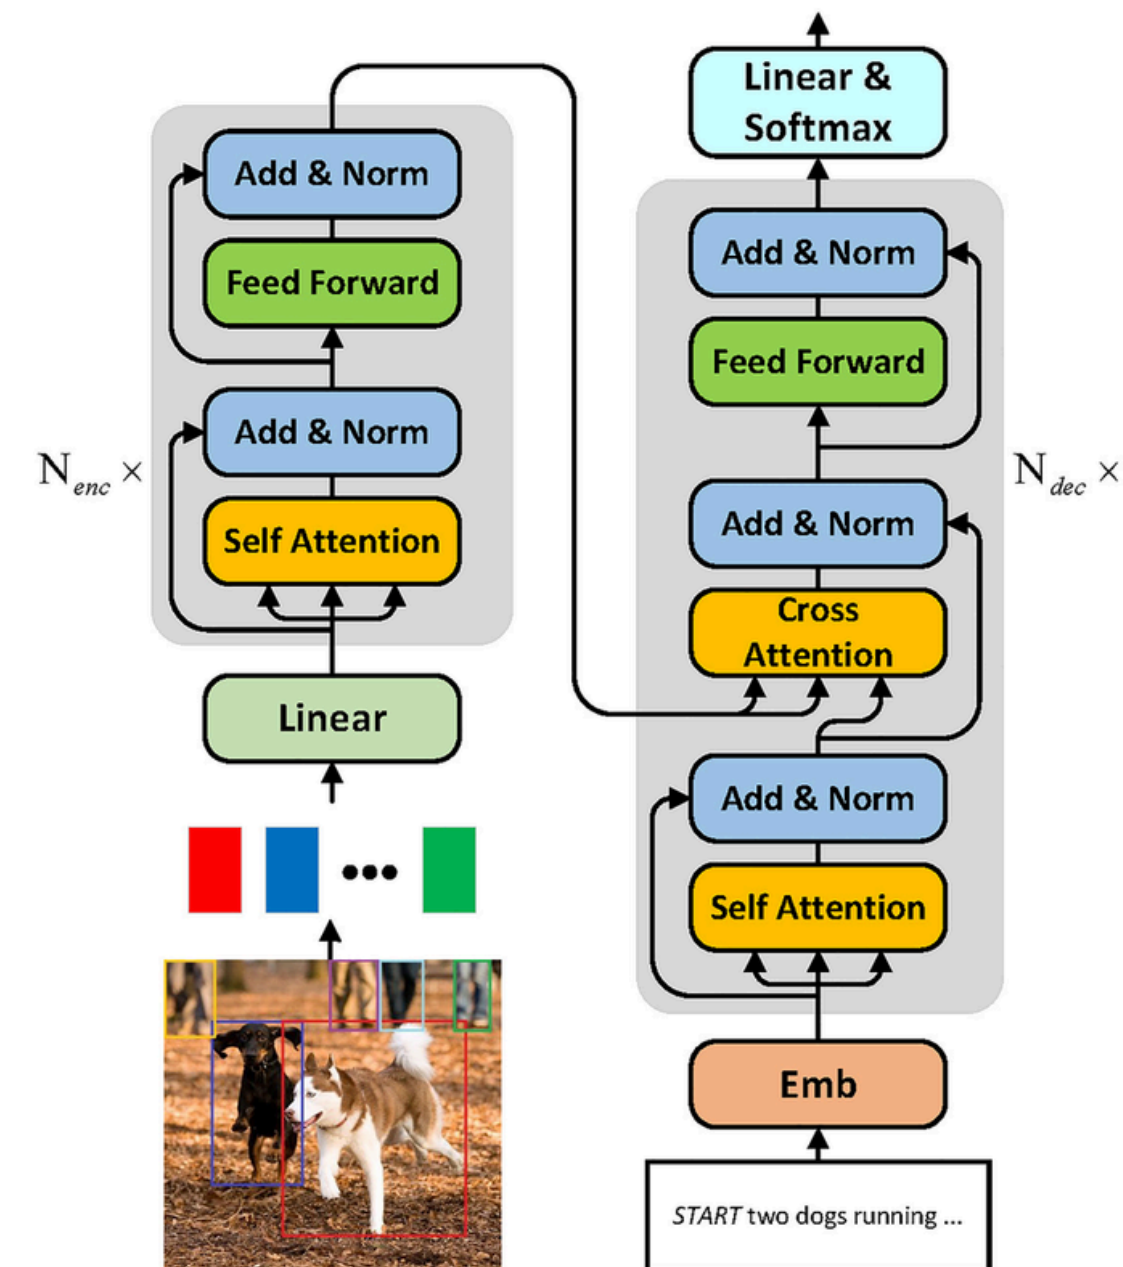 Linear &
Softmax
Add & Norm
Feed Forward
Add & Norm
Self Attention
N_enc ×
Linear
Add & Norm
Feed Forward
Add & Norm
Cross
Attention
Add & Norm
Self Attention
N_dec ×
Emb
START two dogs running ...